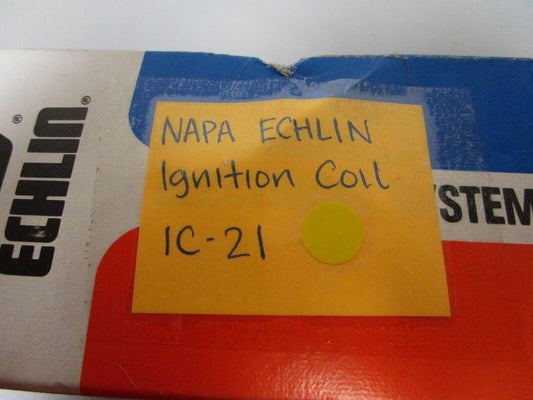 NAPA ECHLIN
Ignition Coil
IC-21
ECHLIN®
®
YSTEM